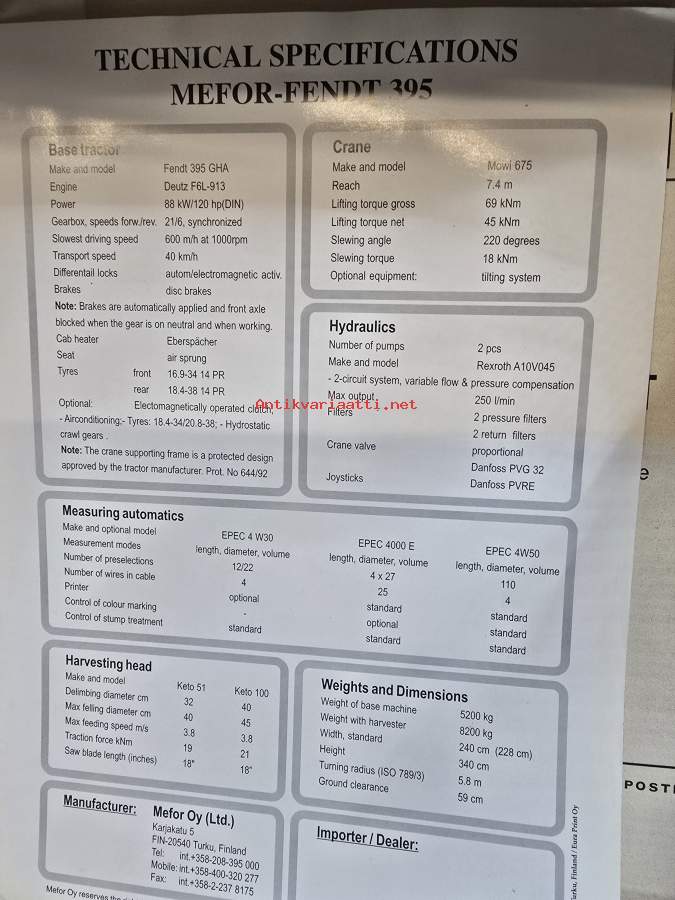 TECHNICAL SPECIFICATIONS
MEFOR-FENDT 395
Base tractor
Make and model Fendt 395 GHA
Engine Deutz F6L-913
Power 88 kW/120 hp(DIN)
Gearbox, speeds forw./rev. 21/6, synchronized
Slowest driving speed 600 m/h at 1000rpm
Transport speed 40 km/h
Differentail locks autom/electromagnetic activ.
Brakes disc brakes
Note: Brakes are automatically applied and front axle
blocked when the gear is on neutral and when working.
Cab heater Eberspächer
Seat air sprung
Tyres front 16.9-34 14 PR
rear 18.4-38 14 PR
Optional: Electomagnetically operated clutch;
- Airconditioning;- Tyres: 18.4-34/20.8-38; - Hydrostatic
crawl gears .
Note: The crane supporting frame is a protected design
approved by the tractor manufacturer. Prot. No 644/92
Crane
Make and model Mowi 675
Reach 7.4 m
Lifting torque gross 69 kNm
Lifting torque net 45 kNm
Slewing angle 220 degrees
Slewing torque 18 kNm
Optional equipment: tilting system
Hydraulics
Number of pumps 2 pcs
Make and model Rexroth A10V045
- 2-circuit system, variable flow & pressure compensation
Max output 250 l/min
Filters 2 pressure filters
2 return filters
Crane valve proportional
Danfoss PVG 32
Joysticks Danfoss PVRE
Antikvariaatti.net
Measuring automatics
Make and optional model EPEC 4 W30 EPEC 4000 E EPEC 4W50
Measurement modes length, diameter, volume length, diameter, volume length, diameter, volume
Number of preselections 12/22 4 x 27 110
Number of wires in cable 4 25 4
Printer optional standard standard
Control of colour marking - optional standard
Control of stump treatment standard standard standard
Harvesting head
Make and model Keto 51 Keto 100
Delimbing diameter cm 32 40
Max felling diameter cm 40 45
Max feeding speed m/s 3.8 3.8
Traction force kNm 19 21
Saw blade length (inches) 18" 18"
Weights and Dimensions
Weight of base machine 5200 kg
Weight with harvester 8200 kg
Width, standard 240 cm (228 cm)
Height 340 cm
Turning radius (ISO 789/3) 5.8 m
Ground clearance 59 cm
Manufacturer: Mefor Oy (Ltd.)
Karjakatu 5
FIN-20540 Turku, Finland
Tel: int.+358-208-395 000
Mobile: int.+358-400-320 277
Fax: int.+358-2-237 8175
Importer / Dealer:
Turku, Finland / Eura Print Oy
Mefor Oy reserves the
e
POST